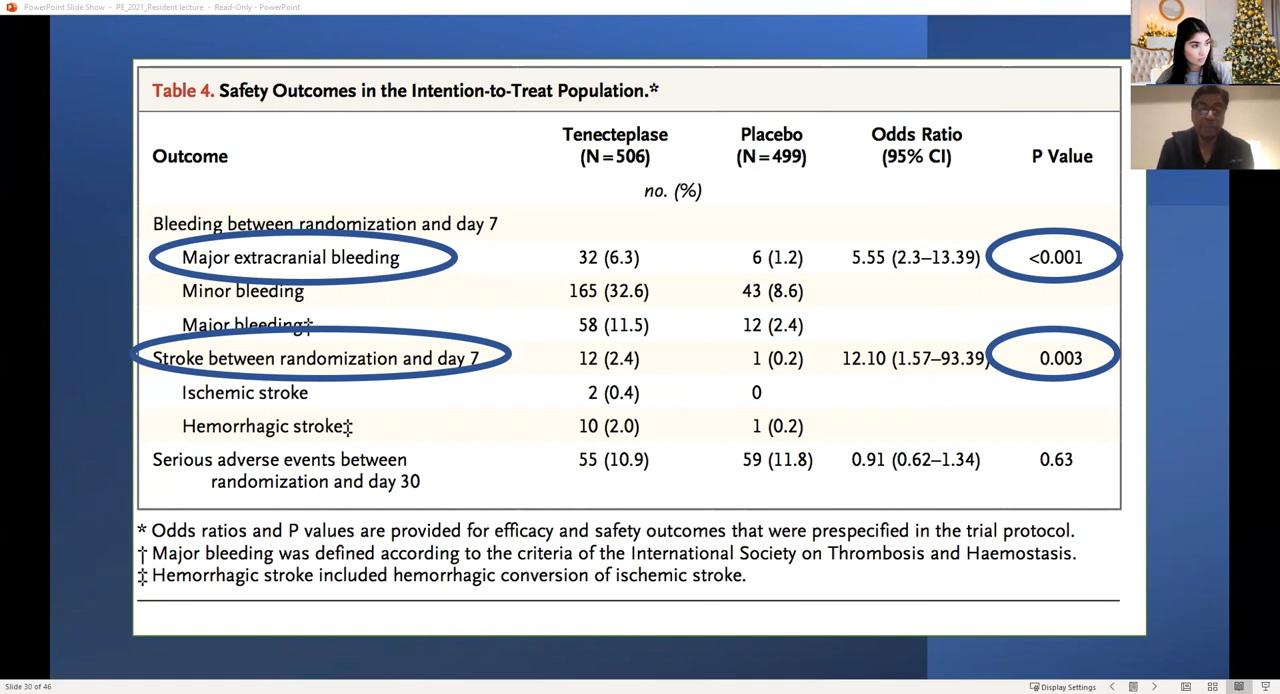 PowerPoint Slide Show - PE_2021_Resident lecture - Read-Only - PowerPoint
Table 4. Safety Outcomes in the Intention-to-Treat Population.*
Outcome Tenecteplase (N=506) Placebo (N=499) Odds Ratio (95% CI) P Value
no. (%)
Bleeding between randomization and day 7
Major extracranial bleeding 32 (6.3) 6 (1.2) 5.55 (2.3–13.39) <0.001
Minor bleeding 165 (32.6) 43 (8.6)
Major bleeding† 58 (11.5) 12 (2.4)
Stroke between randomization and day 7 12 (2.4) 1 (0.2) 12.10 (1.57–93.39) 0.003
Ischemic stroke 2 (0.4) 0
Hemorrhagic stroke‡ 10 (2.0) 1 (0.2)
Serious adverse events between 55 (10.9) 59 (11.8) 0.91 (0.62–1.34) 0.63
randomization and day 30
* Odds ratios and P values are provided for efficacy and safety outcomes that were prespecified in the trial protocol.
† Major bleeding was defined according to the criteria of the International Society on Thrombosis and Haemostasis.
‡ Hemorrhagic stroke included hemorrhagic conversion of ischemic stroke.
Slide 30 of 46
Display Settings